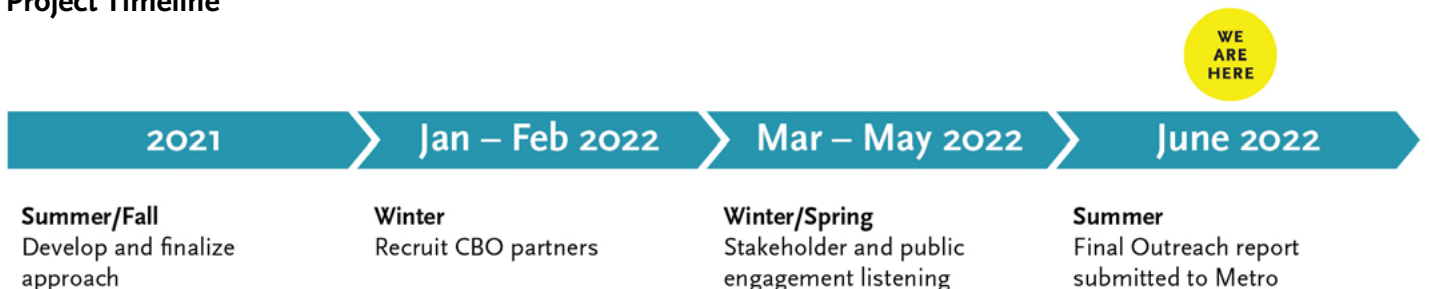 Project Timeline
WE
ARE
HERE
2021
Jan – Feb 2022
Mar – May 2022
June 2022
Summer/Fall
Develop and finalize
approach
Winter
Recruit CBO partners
Winter/Spring
Stakeholder and public
engagement listening
Summer
Final Outreach report
submitted to Metro